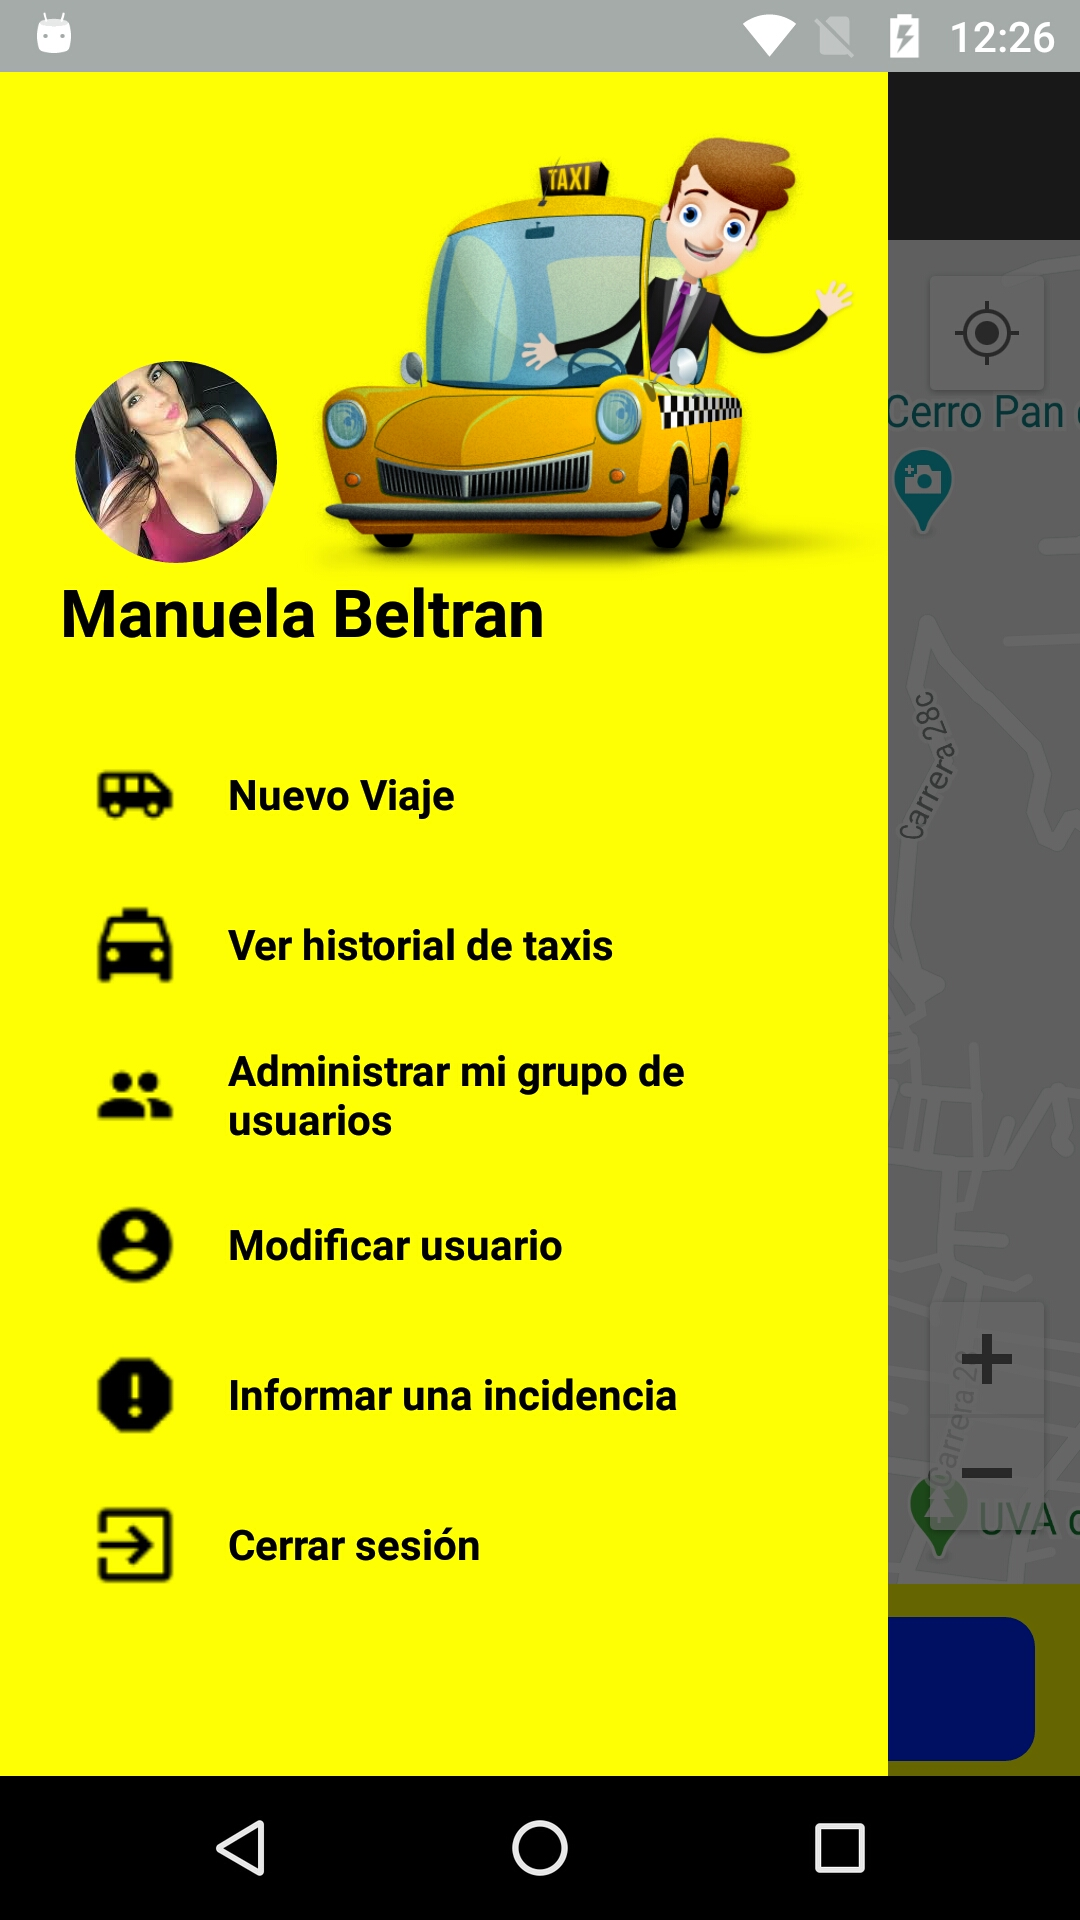 12:26
TAXI
Cerro Pan
Manuela Beltran
Carrera 28c
Nuevo Viaje
Ver historial de taxis
Administrar mi grupo de
usuarios
Modificar usuario
Informar una incidencia
Carrera
UVA
Cerrar sesión